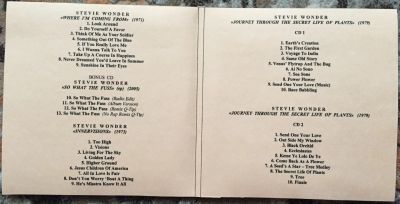 STEVIE WONDER
«WHERE I'M COMING FROM» (1971)
1. Look Around
2. Do Yourself A Favor
3. Think Of Me As Your Soldier
4. Something Out Of The Blue
5. If You Really Love Me
6. I Wanna Talk To You
7. Take Up A Course In Happiness
8. Never Dreamed You'd Leave In Summer
9. Sunshine In Their Eyes
BONUS CD
«SO WHAT THE FUSS» (ep) (2005)
10. So What The Fuss (Radio Edit)
11. So What The Fuss (Album Version)
12. So What The Fuss (Remix Q-Tip)
13. So What The Fuss (No Rap Remix Q-Tip)
STEVIE WONDER
«INNERVISIONS» (1973)
1. Too High
2. Visions
3. Living For The Sky
4. Golden Lady
5. Higher Ground
6. Jesus Children Of America
7. All In Love Is Fair
8. Don't You Worry 'Bout A Thing
9. He's Mistra Know It All
STEVIE WONDER
«JOURNEY THROUGH THE SECRET LIFE OF PLANTS» (1979)
CD 1
1. Earth's Creation
2. The First Garden
3. Voyage To India
4. Same Old Story
5. Venus' Flytrap And The Bug
6. Ai No Sono
7. Sea Sons
8. Power Flower
9. Send One Your Love (Music)
10. Race Babbling
STEVIE WONDER
«JOURNEY THROUGH THE SECRET LIFE OF PLANTS» (1979)
CD 2
1. Send One Your Love
2. Out Side My Window
3. Black Orchid
4. Ecclesiastes
5. Kesse Ye Lolo De Ye
6. Come Back As A Flower
7. A Seed's A Star - Tree Medley
8. The Secret Life Of Plants
9. Tree
10. Finale